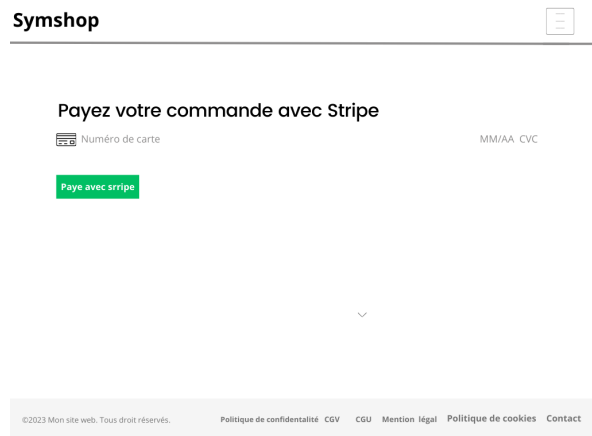 Symshop
Payez votre commande avec Stripe
Numéro de carte MM/AA CVC
Paye avec srripe
©2023 Mon site web. Tous droit réservés. Politique de confidentalité CGV CGU Mention légal Politique de cookies Contact